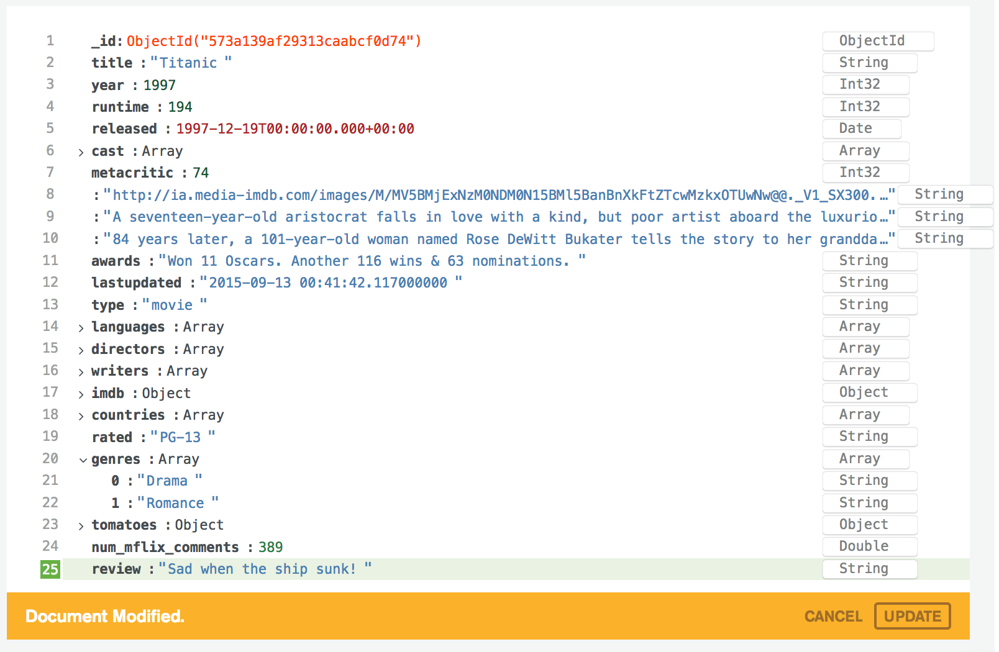 1 _id: ObjectId("573a139af29313caabcf0d74") ObjectId
2 title : "Titanic " String
3 year : 1997 Int32
4 runtime : 194 Int32
5 released : 1997-12-19T00:00:00.000+00:00 Date
6 > cast : Array Array
7 metacritic : 74 Int32
8 : "http://ia.media-imdb.com/images/M/MV5BMjExNzM0NDM0N15BMl5BanBnXkFtZTcwMzkxOTUwNw@@._V1_SX300.…" String
9 : "A seventeen-year-old aristocrat falls in love with a kind, but poor artist aboard the luxurio…" String
10 : "84 years later, a 101-year-old woman named Rose DeWitt Bukater tells the story to her grandda…" String
11 awards : "Won 11 Oscars. Another 116 wins & 63 nominations. " String
12 lastupdated : "2015-09-13 00:41:42.117000000 " String
13 type : "movie " String
14 > languages : Array Array
15 > directors : Array Array
16 > writers : Array Array
17 > imdb : Object Object
18 > countries : Array Array
19 rated : "PG-13 " String
20 genres : Array Array
21 0 : "Drama " String
22 1 : "Romance " String
23 > tomatoes : Object Object
24 num_mflix_comments : 389 Double
25 review : "Sad when the ship sunk! " String
Document Modified. CANCEL UPDATE